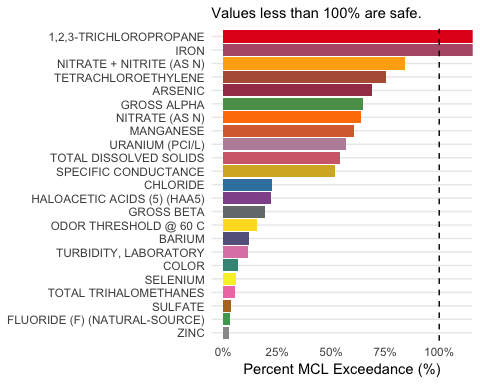 Values less than 100% are safe.
1,2,3-TRICHLOROPROPANE
IRON
NITRATE + NITRITE (AS N)
TETRACHLOROETHYLENE
ARSENIC
GROSS ALPHA
NITRATE (AS N)
MANGANESE
URANIUM (PCI/L)
TOTAL DISSOLVED SOLIDS
SPECIFIC CONDUCTANCE
CHLORIDE
HALOACETIC ACIDS (5) (HAA5)
GROSS BETA
ODOR THRESHOLD @ 60 C
BARIUM
TURBIDITY, LABORATORY
COLOR
SELENIUM
TOTAL TRIHALOMETHANES
SULFATE
FLUORIDE (F) (NATURAL-SOURCE)
ZINC
0% 25% 50% 75% 100%
Percent MCL Exceedance (%)